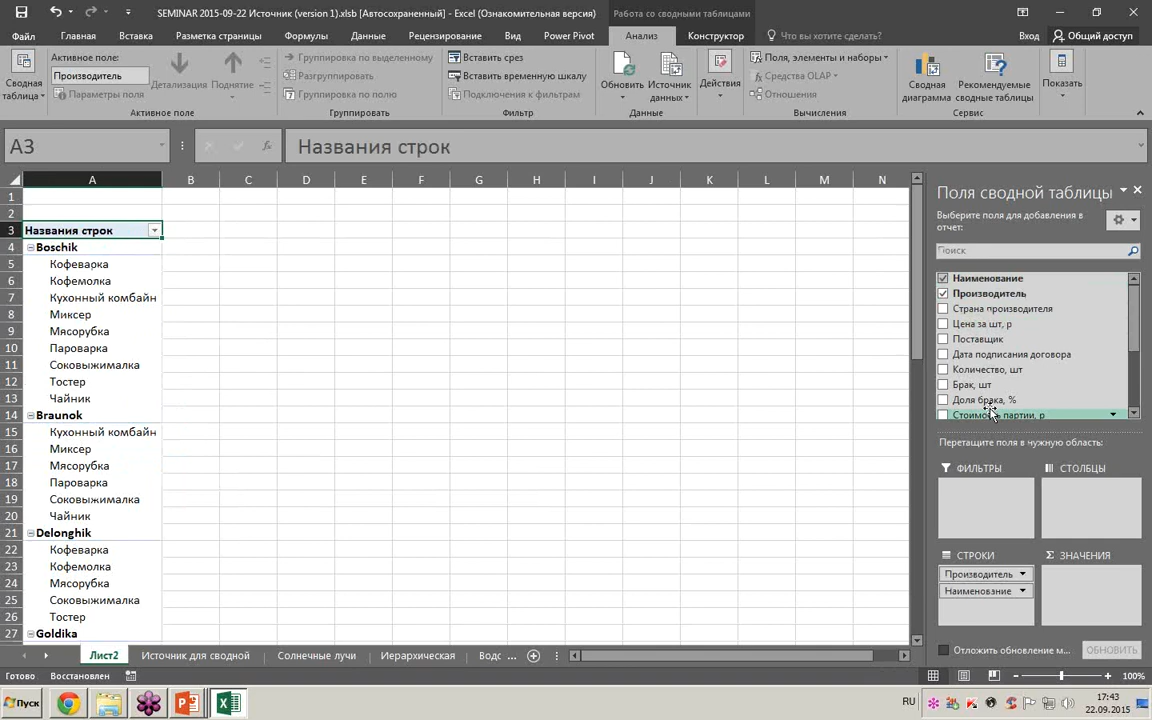 SEMINAR 2015-09-22 Источник (version 1).xlsb [Автосохраненный] - Excel (Ознакомительная версия)
Работа со сводными таблицами
Файл Главная Вставка Разметка страницы Формулы Данные Рецензирование Вид Power Pivot Анализ Конструктор Что вы хотите сделать? Вход Общий доступ
Сводная таблица
Активное поле:
Производитель
Параметры поля
Детализация
Поднятие
Активное поле
Группировка по выделенному
Разгруппировать
Группировка по полю
Группировать
Вставить срез
Вставить временную шкалу
Подключения к фильтрам
Фильтр
Обновить
Источник данных
Данные
Действия
Поля, элементы и наборы
Средства OLAP
Отношения
Вычисления
Сводная диаграмма
Рекомендуемые сводные таблицы
Сервис
Показать
A3
fx
Названия строк
A B C D E F G H I J K L M N
1
2
3 Названия строк
4 Boschik
5 Кофеварка
6 Кофемолка
7 Кухонный комбайн
8 Миксер
9 Мясорубка
10 Пароварка
11 Соковыжималка
12 Тостер
13 Чайник
14 Braunok
15 Кухонный комбайн
16 Миксер
17 Мясорубка
18 Пароварка
19 Соковыжималка
20 Чайник
21 Delonghik
22 Кофеварка
23 Кофемолка
24 Мясорубка
25 Соковыжималка
26 Тостер
27 Goldika
Поля сводной таблицы
Выберите поля для добавления в
отчет:
Поиск
Наименование
Производитель
Страна производителя
Цена за шт, р
Поставщик
Дата подписания договора
Количество, шт
Брак, шт
Доля брака, %
Стоимость партии, р
Перетащите поля в нужную область:
ФИЛЬТРЫ
СТОЛБЦЫ
СТРОКИ
Σ ЗНАЧЕНИЯ
Производитель
Наименование
Отложить обновление м...
ОБНОВИТЬ
Лист2 Источник для сводной Солнечные лучи Иерархическая Водс ...
Готово Восстановлен
100%
Пуск
RU
17:43
22.09.2015